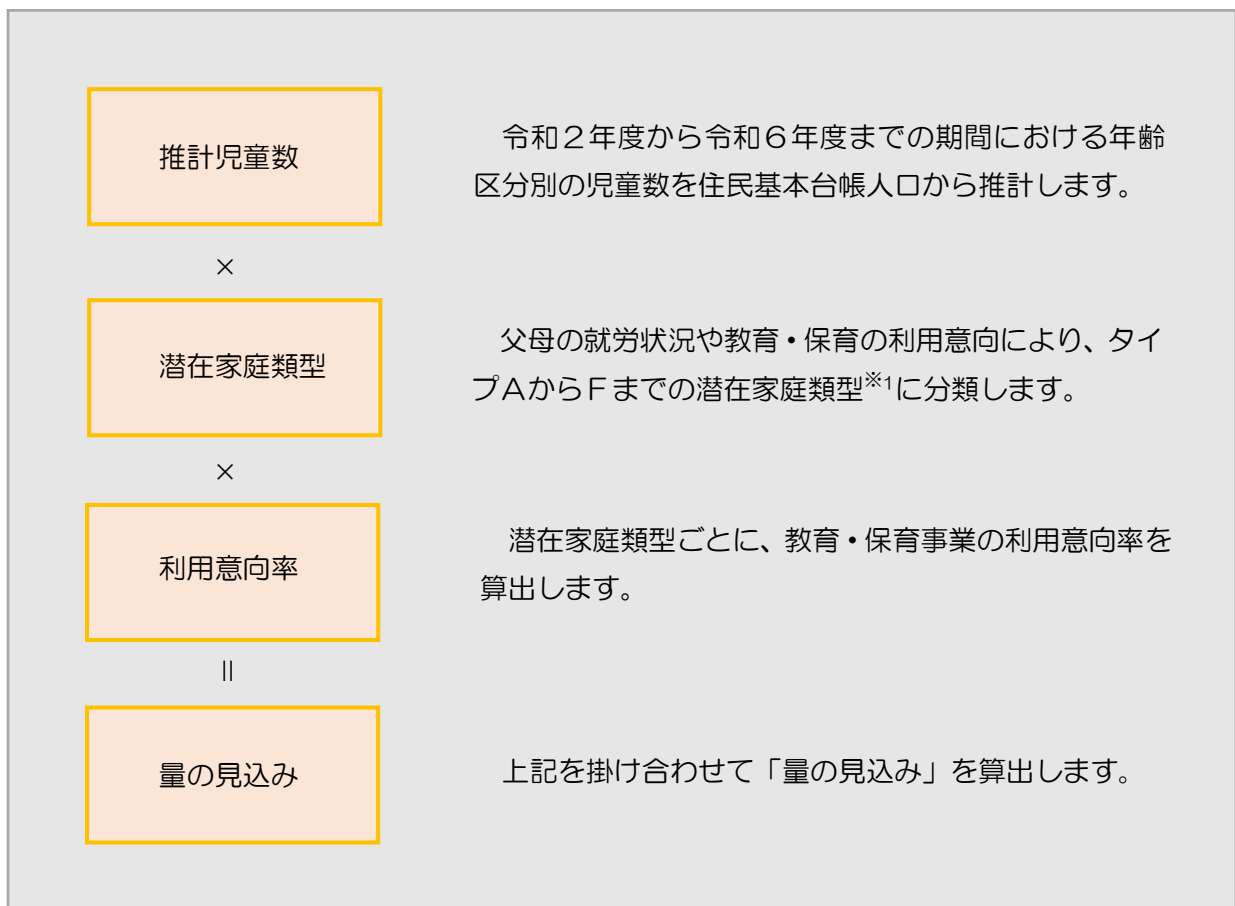 推計児童数
令和２年度から令和６年度までの期間における年齢
区分別の児童数を住民基本台帳人口から推計します。
×
潜在家庭類型
父母の就労状況や教育・保育の利用意向により、タイ
プＡからＦまでの潜在家庭類型※1に分類します。
×
利用意向率
潜在家庭類型ごとに、教育・保育事業の利用意向率を
算出します。
||
量の見込み
上記を掛け合わせて「量の見込み」を算出します。